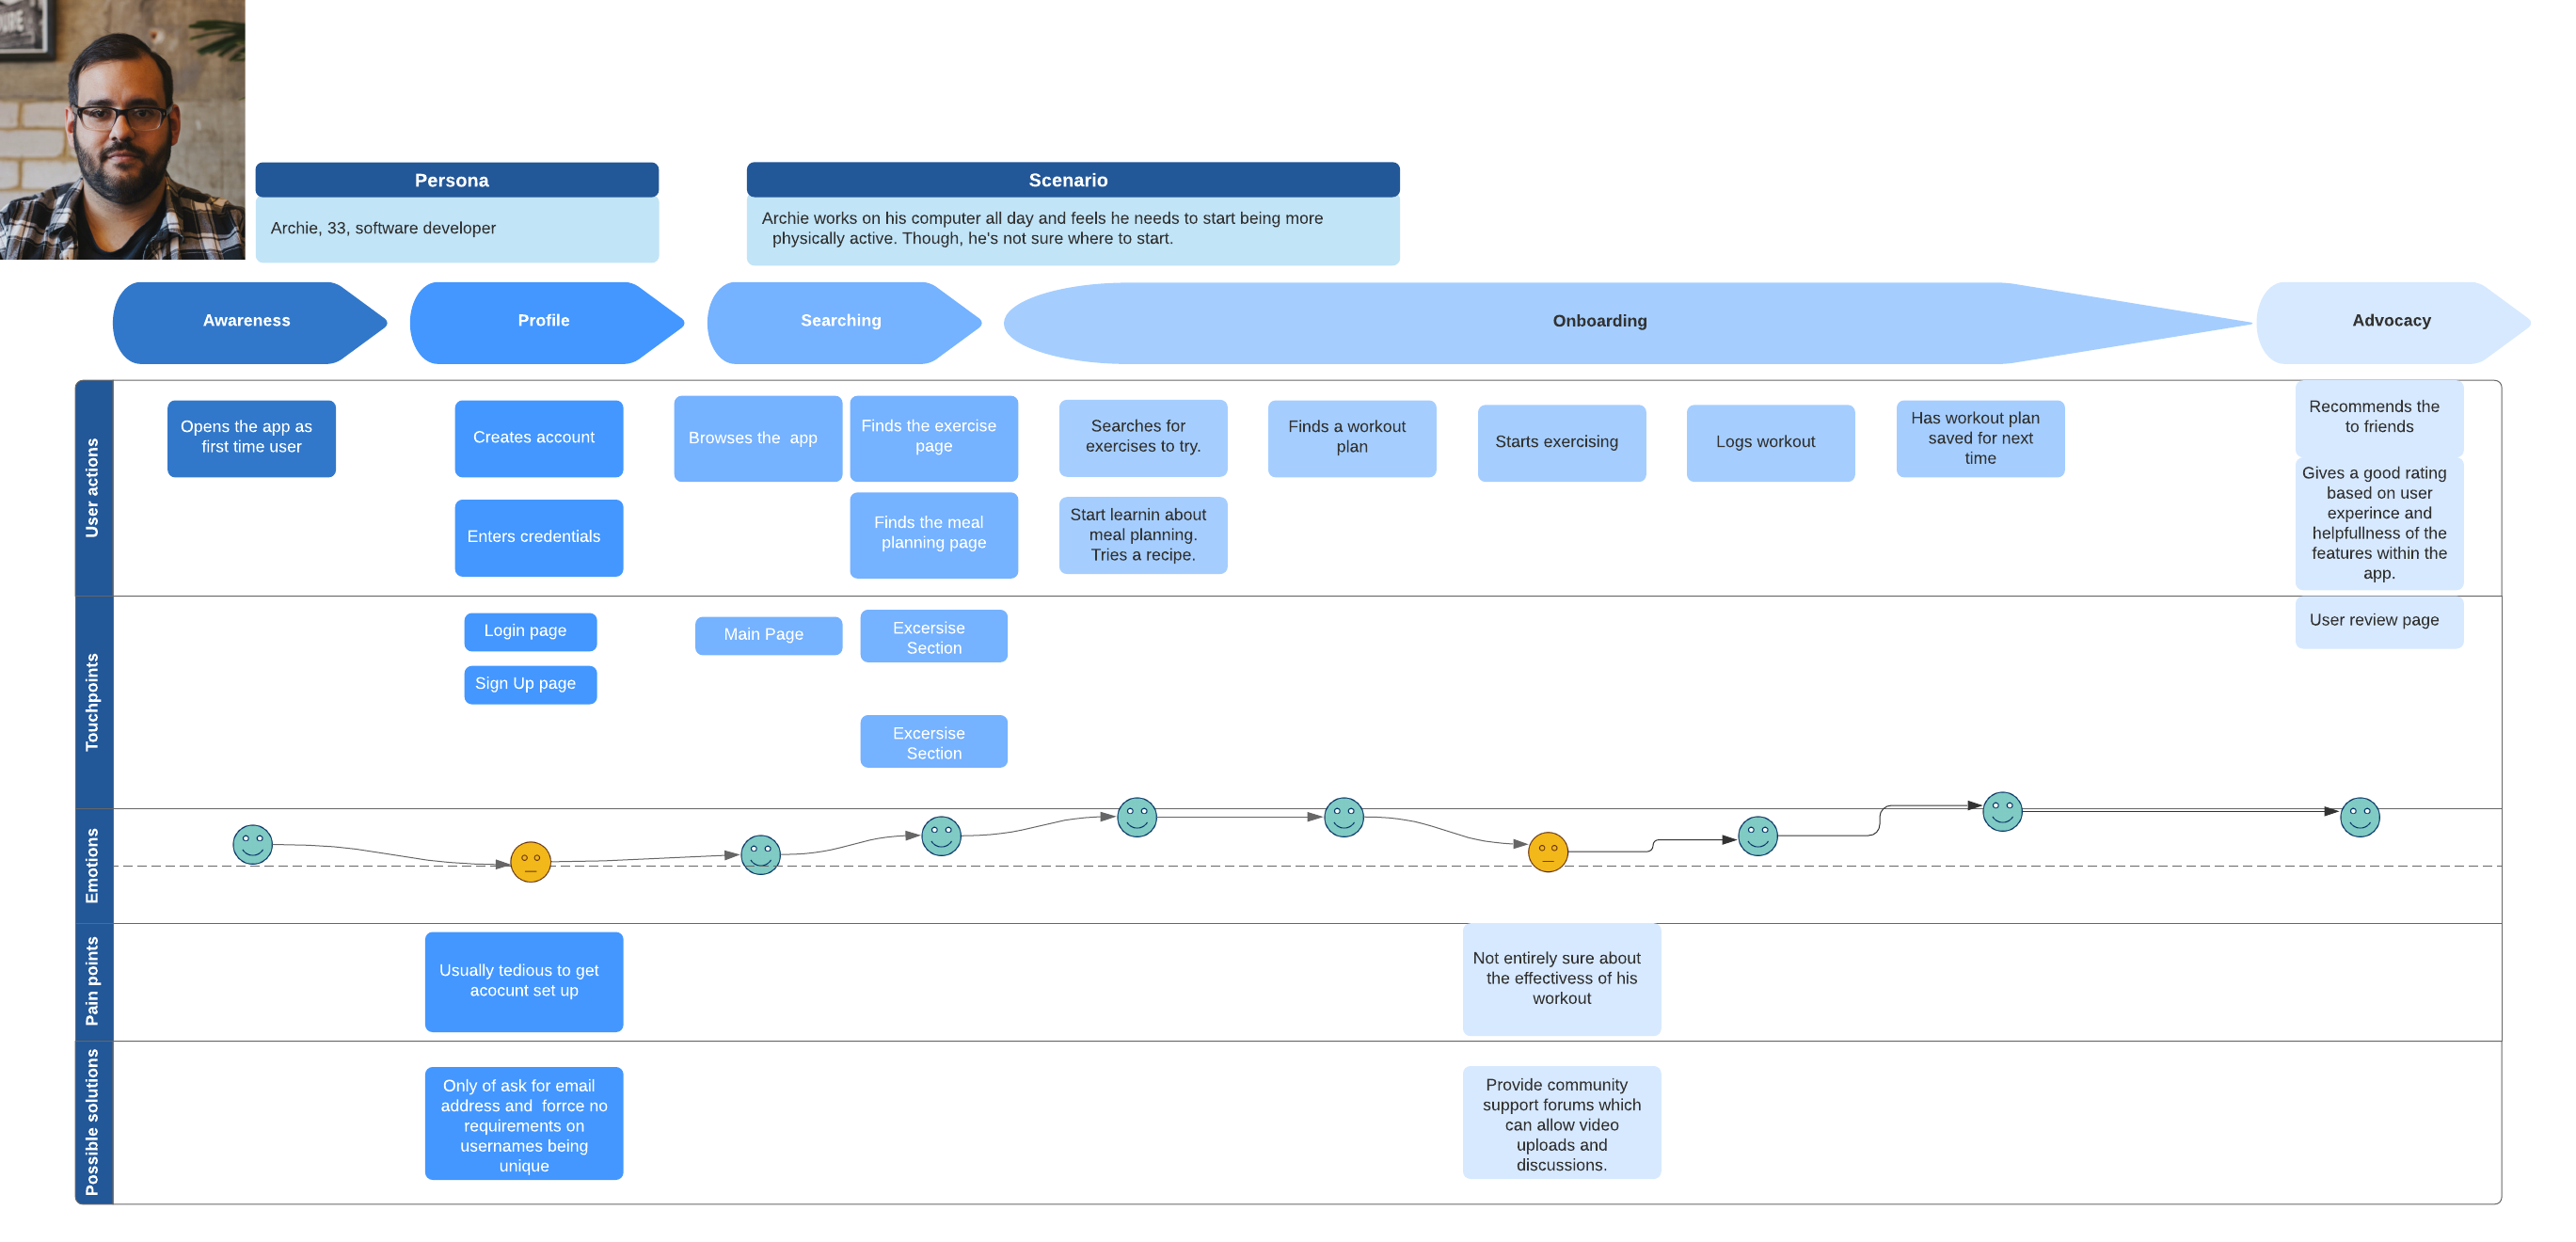 Persona
Archie, 33, software developer
Scenario
Archie works on his computer all day and feels he needs to start being more
physically active. Though, he's not sure where to start.
Awareness
Profile
Searching
Onboarding
Advocacy
User actions
Opens the app as
first time user
Creates account
Enters credentials
Browses the  app
Finds the exercise
page
Finds the meal
planning page
Searches for
exercises to try.
Start learnin about
meal planning.
Tries a recipe.
Finds a workout
plan
Starts exercising
Logs workout
Has workout plan
saved for next
time
Recommends the
to friends
Gives a good rating
based on user
experince and
helpfullness of the
features within the
app.
Touchpoints
Login page
Sign Up page
Main Page
Excersise
Section
Excersise
Section
User review page
Emotions
Pain points
Usually tedious to get
acocunt set up
Not entirely sure about
the effectivess of his
workout
Possible solutions
Only of ask for email
address and  forrce no
requirements on
usernames being
unique
Provide community
support forums which
can allow video
uploads and
discussions.